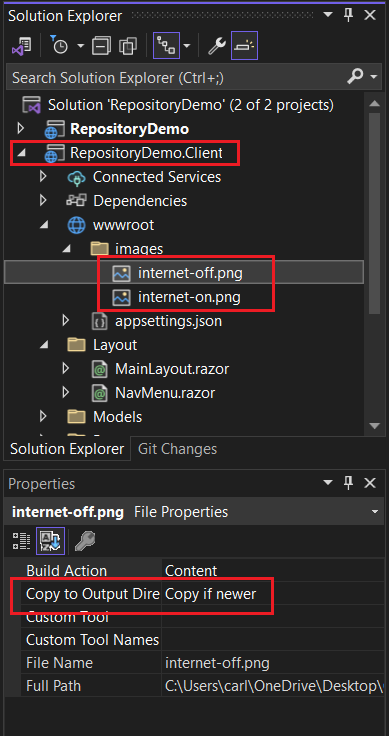 Solution Explorer
Search Solution Explorer (Ctrl+;)
Solution 'RepositoryDemo' (2 of 2 projects)
RepositoryDemo
RepositoryDemo.Client
Connected Services
Dependencies
wwwroot
images
internet-off.png
internet-on.png
appsettings.json
Layout
MainLayout.razor
NavMenu.razor
Models
Solution Explorer Git Changes
Properties
internet-off.png File Properties
Build Action Content
Copy to Output Dire Copy if newer
Custom Tool
Custom Tool Names
File Name internet-off.png
Full Path C:\Users\carl\OneDrive\Desktop\